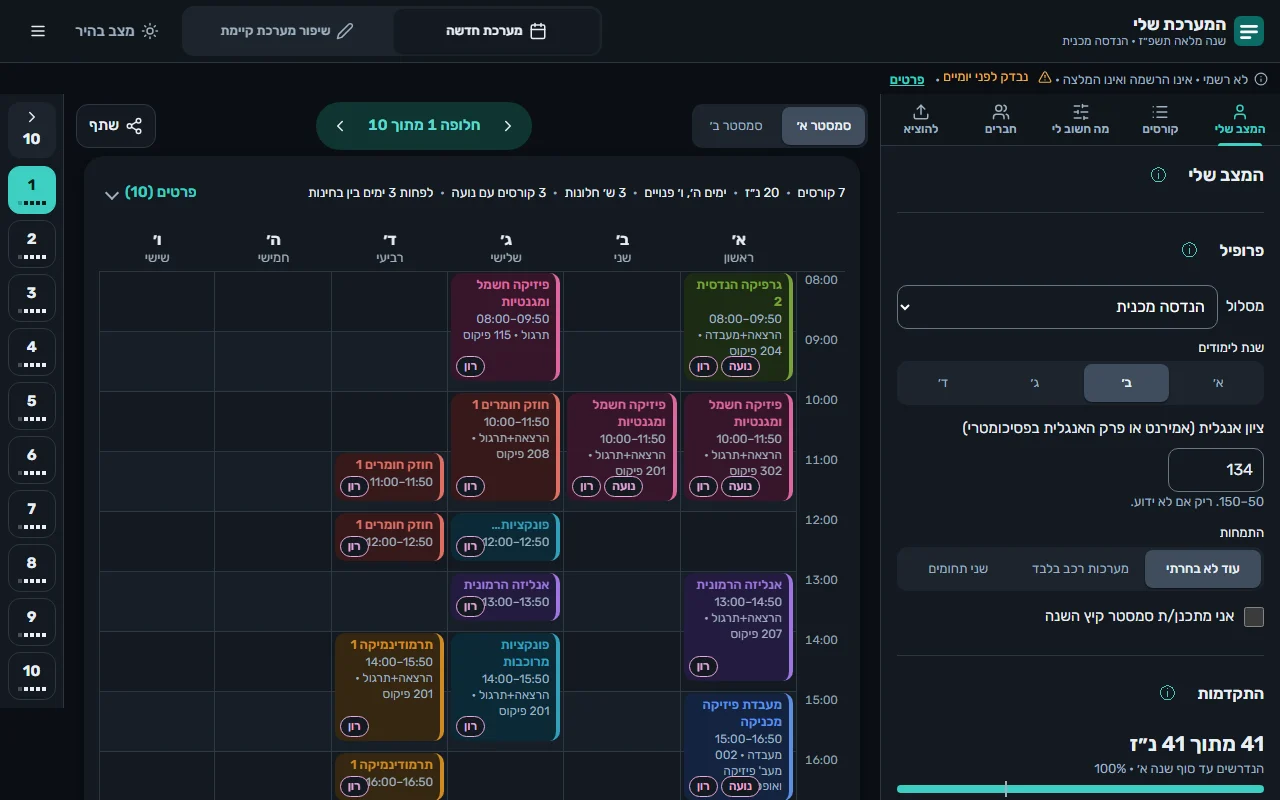 המערכת שלי
שנה מלאה תשפ״ז • הנדסה מכנית
מערכת חדשה
שיפור מערכת קיימת
מצב בהיר
לא רשמי • אינו הרשמה ואינו המלצה • נבדק לפני יומיים • פרטים
המצב שלי
קורסים
מה חשוב לי
חברים
להוציא
המצב שלי
פרופיל
מסלול
הנדסה מכנית
שנת לימודים
א׳
ב׳
ג׳
ד׳
ציון אנגלית (אמירנט או פרק האנגלית בפסיכומטרי)
134
50–150. ריק אם לא ידוע.
התמחות
עוד לא בחרתי
מערכות רכב בלבד
שני תחומים
אני מתכנן/ת סמסטר קיץ השנה
התקדמות
41 מתוך 41 נ״ז
הנדרשים עד סוף שנה א׳ • 100%
סמסטר א׳
סמסטר ב׳
חלופה 1 מתוך 10
שתף
7 קורסים • 20 נ״ז • ימים ה׳, ו׳ פנויים • 3 ש׳ חלונות • 3 קורסים עם נועה • לפחות 3 ימים בין בחינות
פרטים (10)
א׳
ראשון
ב׳
שני
ג׳
שלישי
ד׳
רביעי
ה׳
חמישי
ו׳
שישי
08:00
09:00
10:00
11:00
12:00
13:00
14:00
15:00
16:00
גרפיקה הנדסית
2
08:00–09:50
הרצאה+מעבדה •
204 פיקוס
נועה
רון
פיזיקה חשמל
ומגנטיות
10:00–11:50
הרצאה+תרגול •
302 פיקוס
נועה
רון
אנליזה הרמונית
13:00–14:50
הרצאה+תרגול •
207 פיקוס
רון
מעבדת פיזיקה
מכניקה
15:00–16:50
מעבדה • 002
מעב' פיזיקה
נועה
רון
פיזיקה חשמל
ומגנטיות
10:00–11:50
הרצאה+תרגול •
201 פיקוס
נועה
רון
פיזיקה חשמל
ומגנטיות
08:00–09:50
תרגול • 115 פיקוס
רון
חוזק חומרים 1
10:00–11:50
הרצאה+תרגול •
208 פיקוס
רון
פונקציות...
12:00–12:50
רון
אנליזה הרמונית
13:00–13:50
רון
פונקציות
מרוכבות
14:00–15:50
הרצאה+תרגול •
201 פיקוס
רון
חוזק חומרים 1
11:00–11:50
רון
חוזק חומרים 1
12:00–12:50
רון
תרמודינמיקה 1
14:00–15:50
הרצאה+תרגול •
201 פיקוס
רון
תרמודינמיקה 1
16:00–16:50
רון
10
1
2
3
4
5
6
7
8
9
10